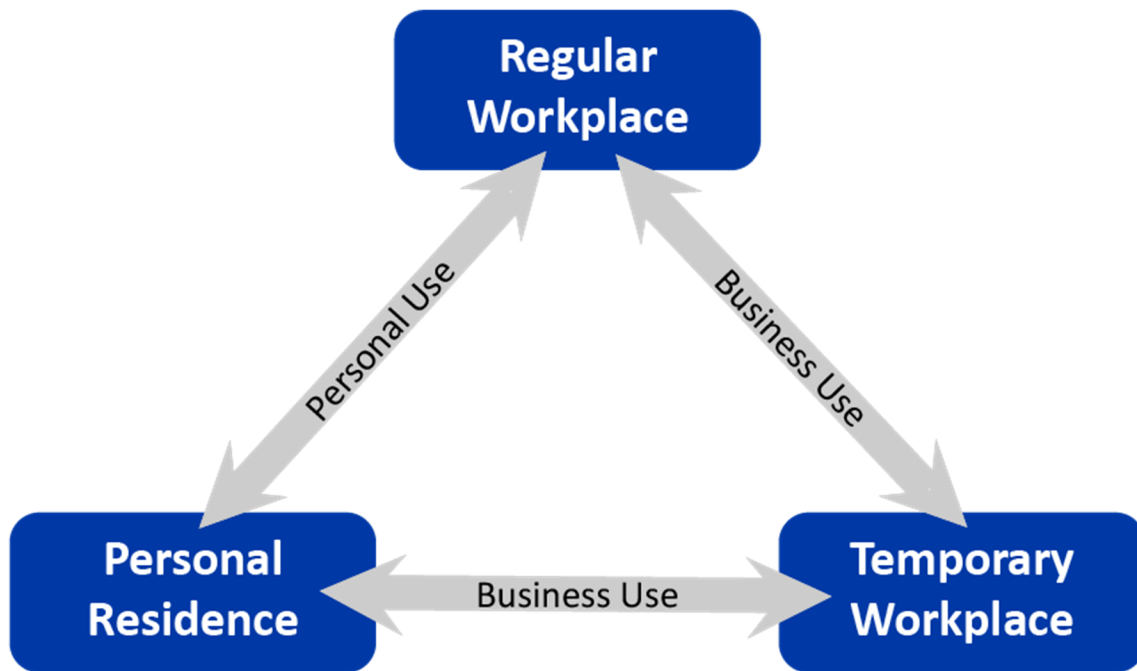 Regular
Workplace
Personal Use
Business Use
Personal
Residence
Business Use
Temporary
Workplace